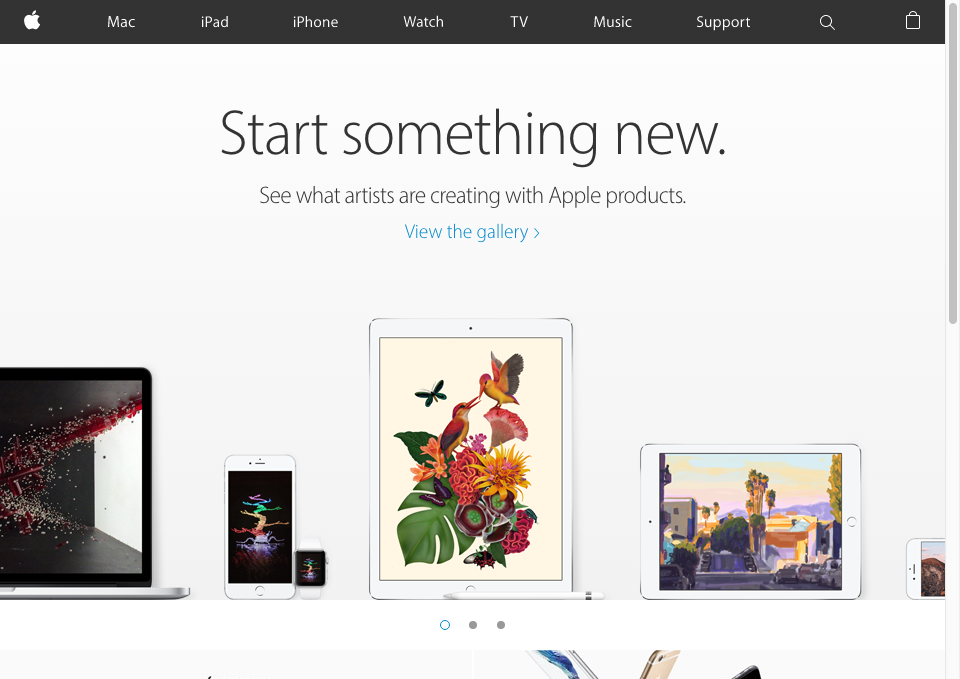 Mac iPad iPhone Watch TV Music Support
Start something new.
See what artists are creating with Apple products.
View the gallery >